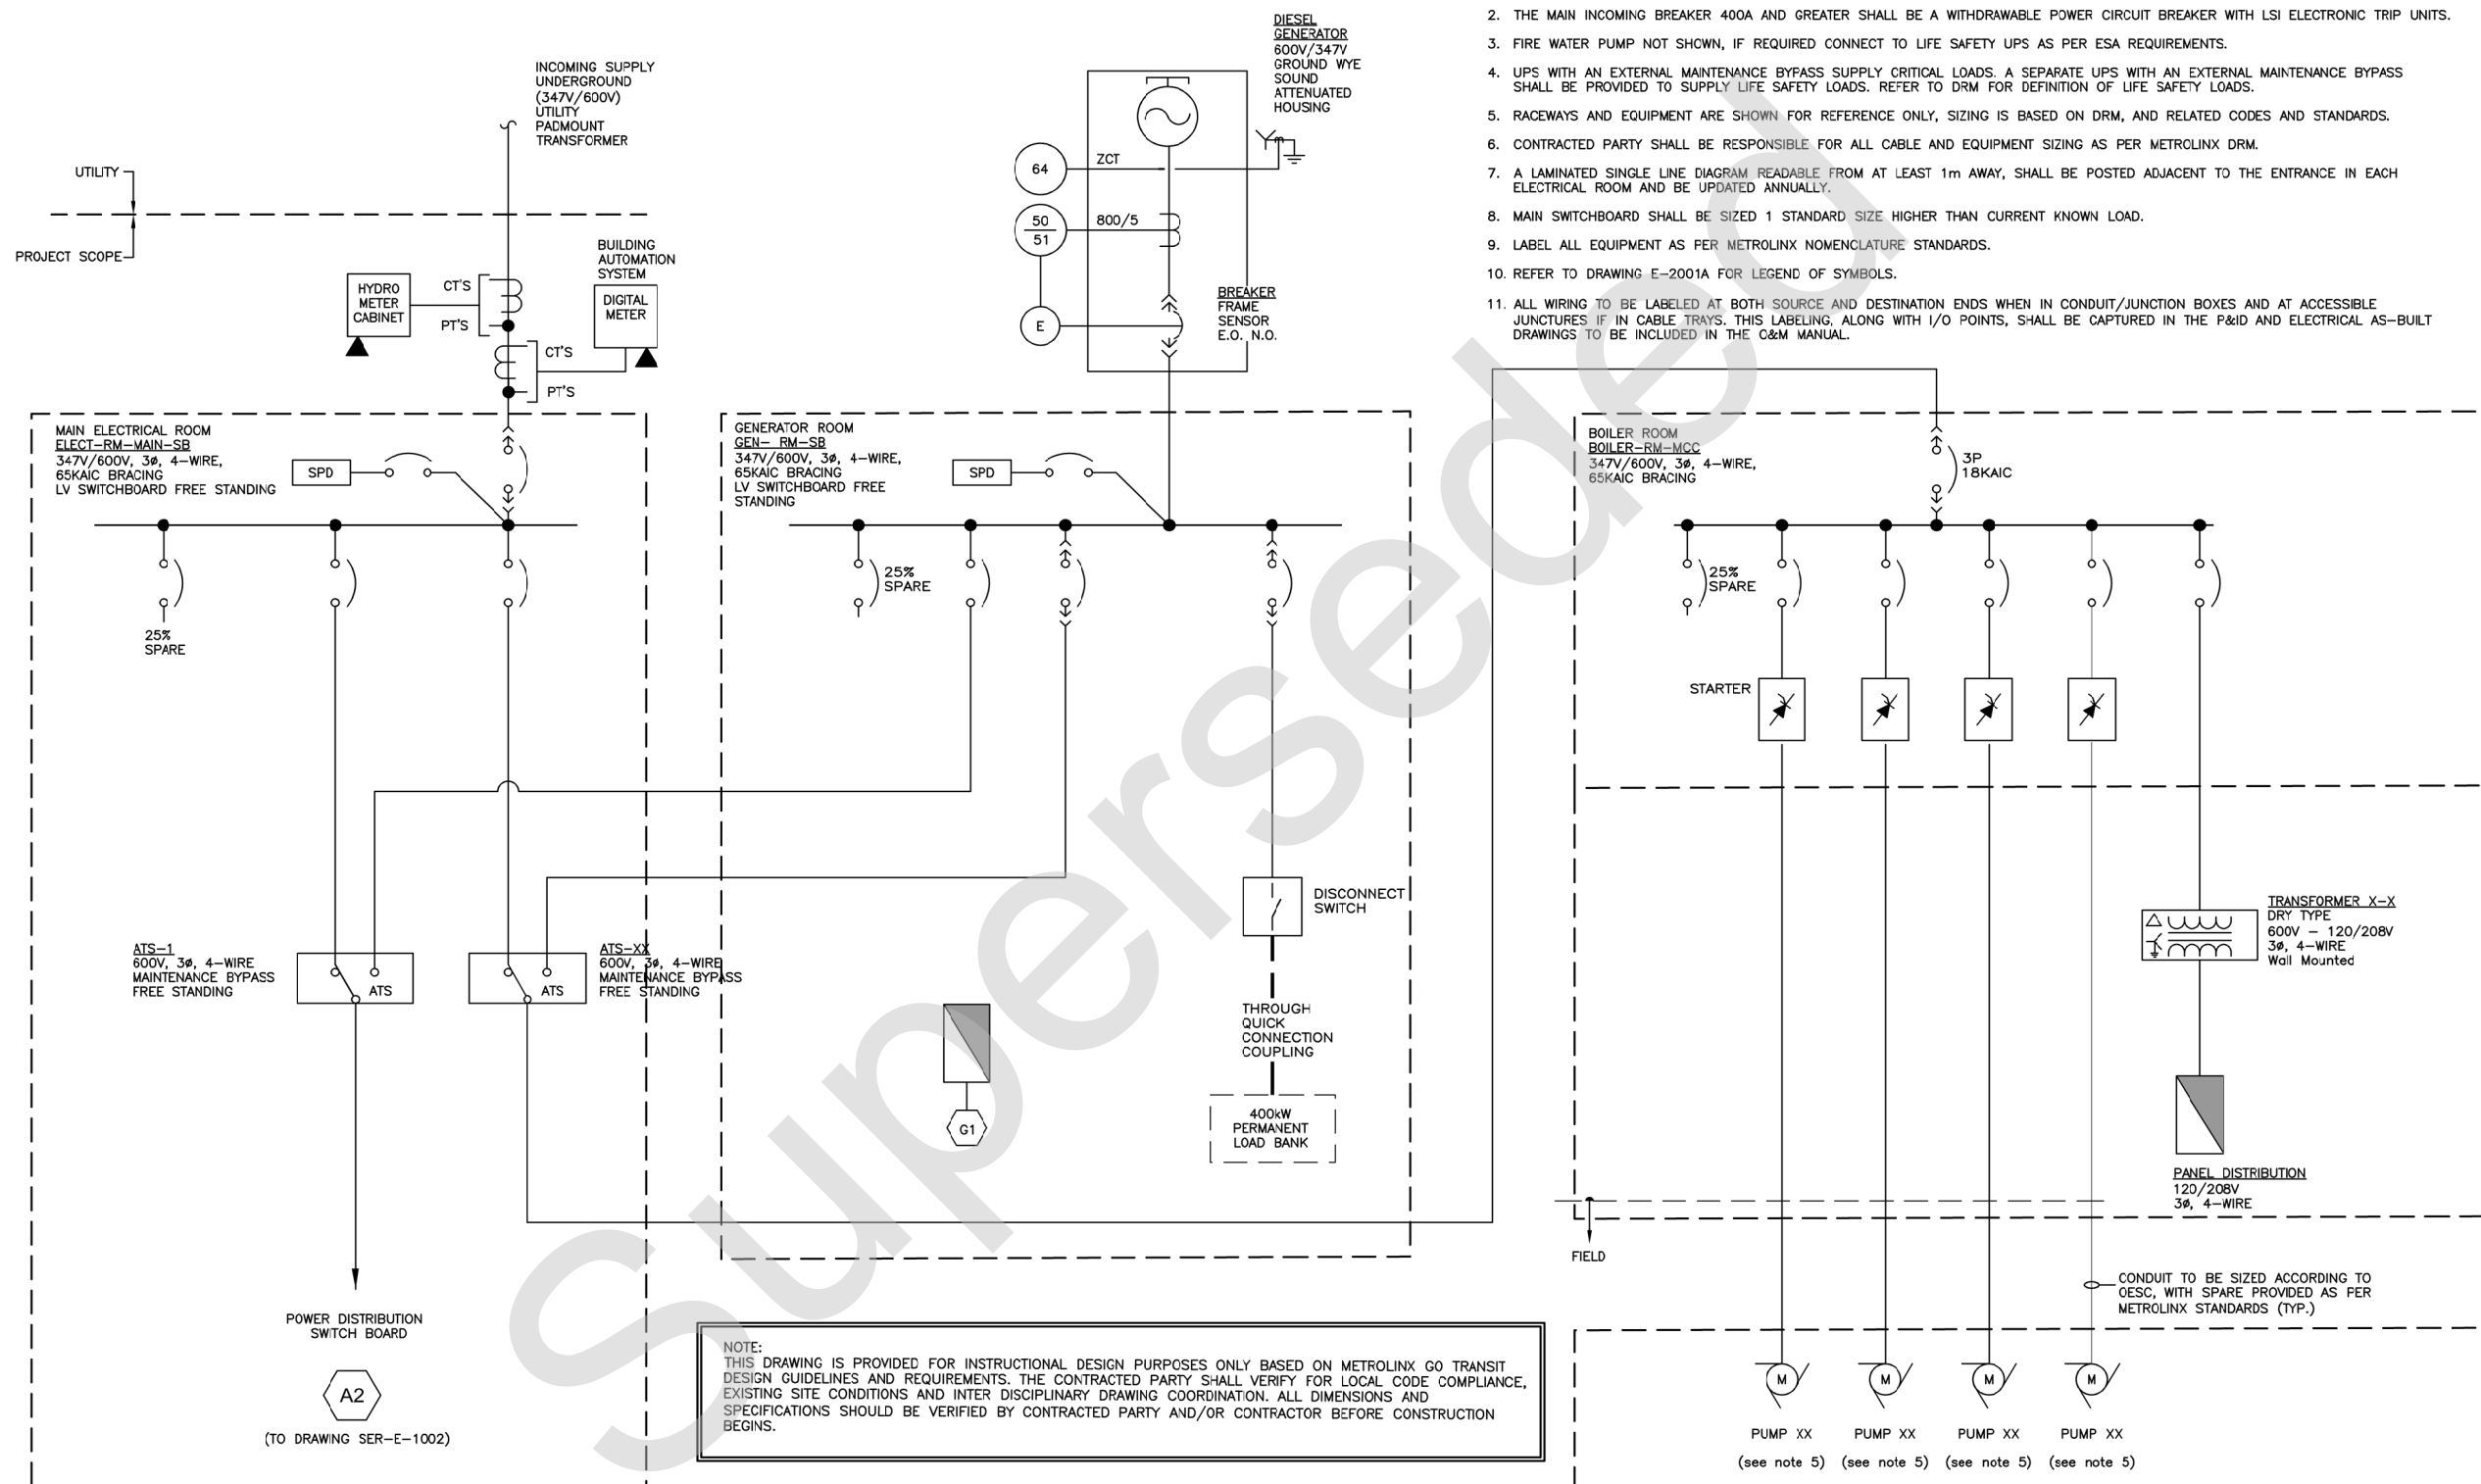 2. THE MAIN INCOMING BREAKER 400A AND GREATER SHALL BE A WITHDRAWABLE POWER CIRCUIT BREAKER WITH LSI ELECTRONIC TRIP UNITS.
3. FIRE WATER PUMP NOT SHOWN, IF REQUIRED CONNECT TO LIFE SAFETY UPS AS PER ESA REQUIREMENTS.
4. UPS WITH AN EXTERNAL MAINTENANCE BYPASS SUPPLY CRITICAL LOADS. A SEPARATE UPS WITH AN EXTERNAL MAINTENANCE BYPASS
SHALL BE PROVIDED TO SUPPLY LIFE SAFETY LOADS. REFER TO DRM FOR DEFINITION OF LIFE SAFETY LOADS.
5. RACEWAYS AND EQUIPMENT ARE SHOWN FOR REFERENCE ONLY, SIZING IS BASED ON DRM, AND RELATED CODES AND STANDARDS.
6. CONTRACTED PARTY SHALL BE RESPONSIBLE FOR ALL CABLE AND EQUIPMENT SIZING AS PER METROLINX DRM.
7. A LAMINATED SINGLE LINE DIAGRAM READABLE FROM AT LEAST 1m AWAY, SHALL BE POSTED ADJACENT TO THE ENTRANCE IN EACH
ELECTRICAL ROOM AND BE UPDATED ANNUALLY.
8. MAIN SWITCHBOARD SHALL BE SIZED 1 STANDARD SIZE HIGHER THAN CURRENT KNOWN LOAD.
9. LABEL ALL EQUIPMENT AS PER METROLINX NOMENCLATURE STANDARDS.
10. REFER TO DRAWING E-2001A FOR LEGEND OF SYMBOLS.
11. ALL WIRING TO BE LABELED AT BOTH SOURCE AND DESTINATION ENDS WHEN IN CONDUIT/JUNCTION BOXES AND AT ACCESSIBLE
JUNCTURES IF IN CABLE TRAYS. THIS LABELING, ALONG WITH I/O POINTS, SHALL BE CAPTURED IN THE P&ID AND ELECTRICAL AS-BUILT
DRAWINGS TO BE INCLUDED IN THE O&M MANUAL.
INCOMING SUPPLY
UNDERGROUND
(347V/600V)
UTILITY
PADMOUNT
TRANSFORMER
UTILITY
PROJECT SCOPE
HYDRO
METER
CABINET
CT'S
PT'S
BUILDING
AUTOMATION
SYSTEM
DIGITAL
METER
CT'S
PT'S
DIESEL
GENERATOR
600V/347V
GROUND WYE
SOUND
ATTENUATED
HOUSING
64
ZCT
50
51
800/5
E
BREAKER
FRAME
SENSOR
E.O. N.O.
MAIN ELECTRICAL ROOM
ELECT-RM-MAIN-SB
347V/600V, 3ø, 4-WIRE,
65KAIC BRACING
LV SWITCHBOARD FREE STANDING
SPD
25%
SPARE
ATS-1
600V, 3ø, 4-WIRE
MAINTENANCE BYPASS
FREE STANDING
ATS
ATS
ATS-XX
600V, 3ø, 4-WIRE
MAINTENANCE BYPASS
FREE STANDING
POWER DISTRIBUTION
SWITCH BOARD
A2
(TO DRAWING SER-E-1002)
GENERATOR ROOM
GEN- RM-SB
347V/600V, 3ø, 4-WIRE,
65KAIC BRACING
LV SWITCHBOARD FREE
STANDING
SPD
25%
SPARE
DISCONNECT
SWITCH
THROUGH
QUICK
CONNECTION
COUPLING
400kW
PERMANENT
LOAD BANK
G1
BOILER ROOM
BOILER-RM-MCC
347V/600V, 3ø, 4-WIRE,
65KAIC BRACING
3P
18KAIC
25%
SPARE
STARTER
TRANSFORMER X-X
DRY TYPE
600V - 120/208V
3ø, 4-WIRE
Wall Mounted
PANEL DISTRIBUTION
120/208V
3ø, 4-WIRE
FIELD
CONDUIT TO BE SIZED ACCORDING TO
OESC, WITH SPARE PROVIDED AS PER
METROLINX STANDARDS (TYP.)
M M M M
PUMP XX PUMP XX PUMP XX PUMP XX
(see note 5) (see note 5) (see note 5) (see note 5)
NOTE:
THIS DRAWING IS PROVIDED FOR INSTRUCTIONAL DESIGN PURPOSES ONLY BASED ON METROLINX GO TRANSIT
DESIGN GUIDELINES AND REQUIREMENTS. THE CONTRACTED PARTY SHALL VERIFY FOR LOCAL CODE COMPLIANCE,
EXISTING SITE CONDITIONS AND INTER DISCIPLINARY DRAWING COORDINATION. ALL DIMENSIONS AND
SPECIFICATIONS SHOULD BE VERIFIED BY CONTRACTED PARTY AND/OR CONTRACTOR BEFORE CONSTRUCTION
BEGINS.
Superseded